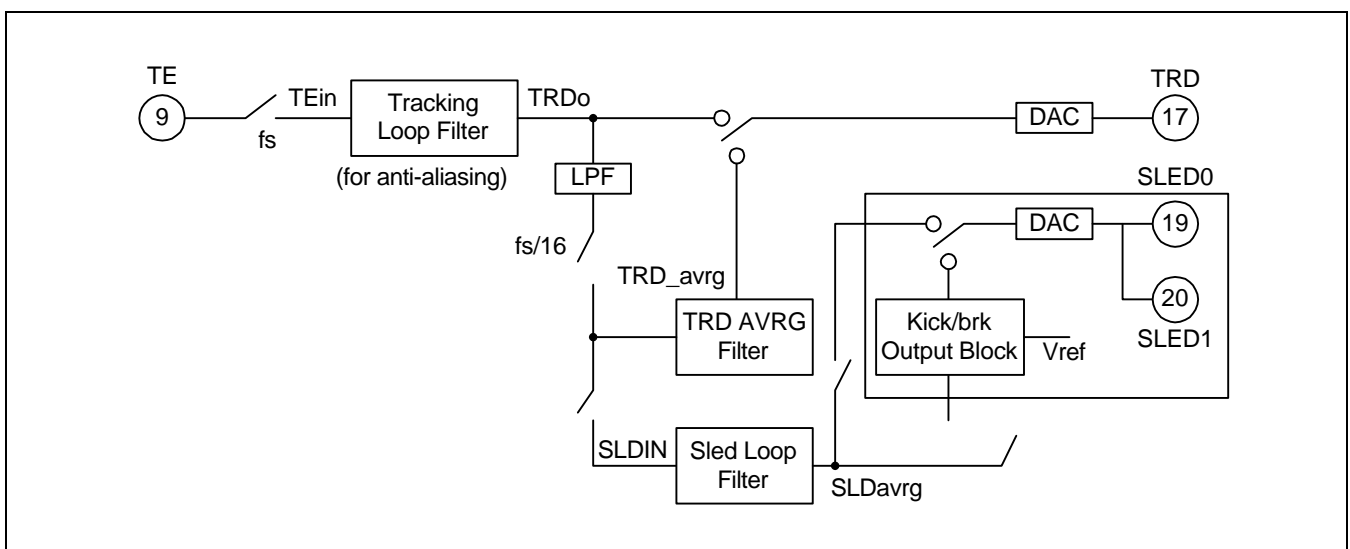 TE
9
TEin
fs
Tracking
Loop Filter
(for anti-aliasing)
TRDo
LPF
fs/16
TRD_avrg
TRD AVRG
Filter
SLDIN
Sled Loop
Filter
SLDavrg
DAC
TRD
17
SLED0
DAC
19
20
SLED1
Kick/brk
Output Block
Vref